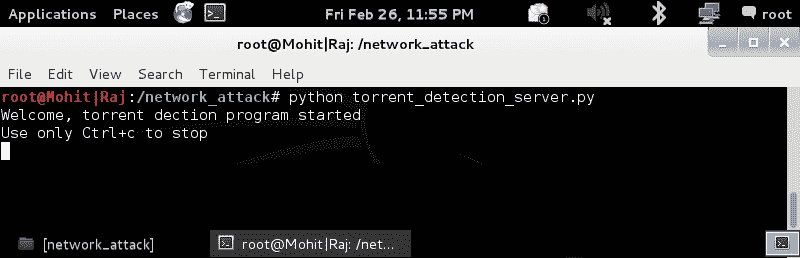 Applications Places Fri Feb 26, 11:55 PM 1 root
root@Mohit|Raj: /network_attack
File Edit View Search Terminal Help
root@Mohit|Raj:/network_attack# python torrent_detection_server.py
Welcome, torrent dection program started
Use only Ctrl+c to stop
[network_attack] root@Mohit|Raj: /net...